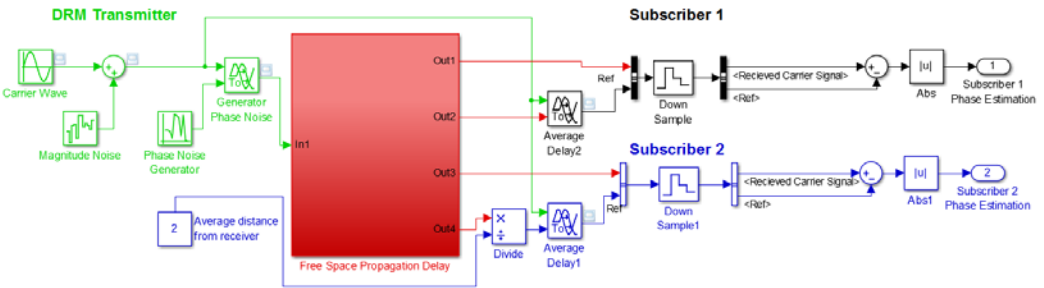 DRM Transmitter
Subscriber 1
Carrier Wave
Magnitude Noise
To
Generator
Phase Noise
Phase Noise
Generator
In1
Out1
Out2
Out3
Out4
Free Space Propagation Delay
2
Average distance
from receiver
×
÷
Divide
Ref
To
Average
Delay2
Down
Sample
<Recieved Carrier Signal>
<Ref>
|u|
Abs
1
Subscriber 1
Phase Estimation
Subscriber 2
Ref
To
Average
Delay1
Down
Sample1
<Recieved Carrier Signal>
<Ref>
|u|
Abs1
2
Subscriber 2
Phase Estimation